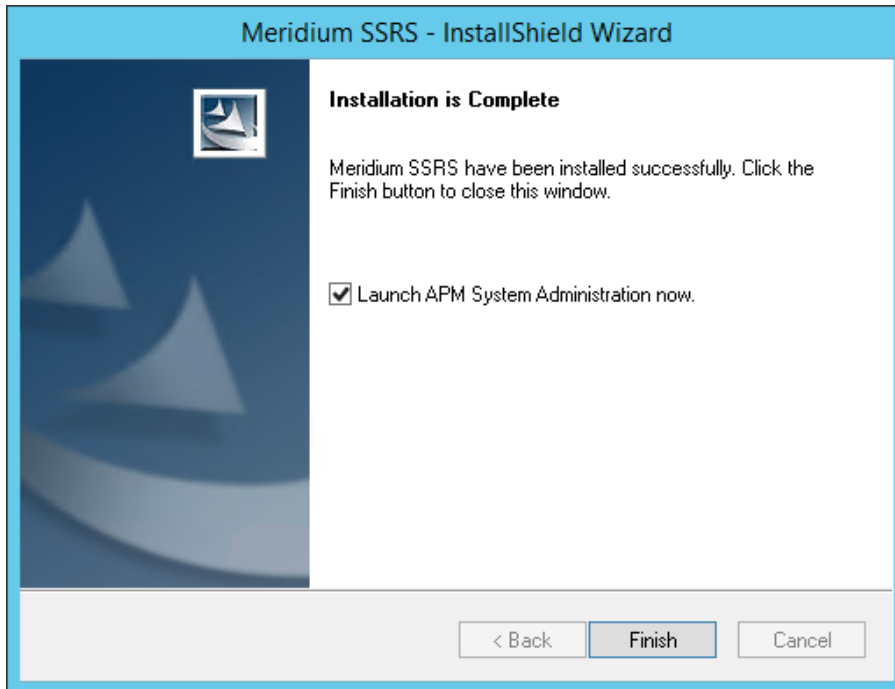 Meridium SSRS - InstallShield Wizard
Installation is Complete
Meridium SSRS have been installed successfully. Click the
Finish button to close this window.
Launch APM System Administration now.
< Back
Finish
Cancel